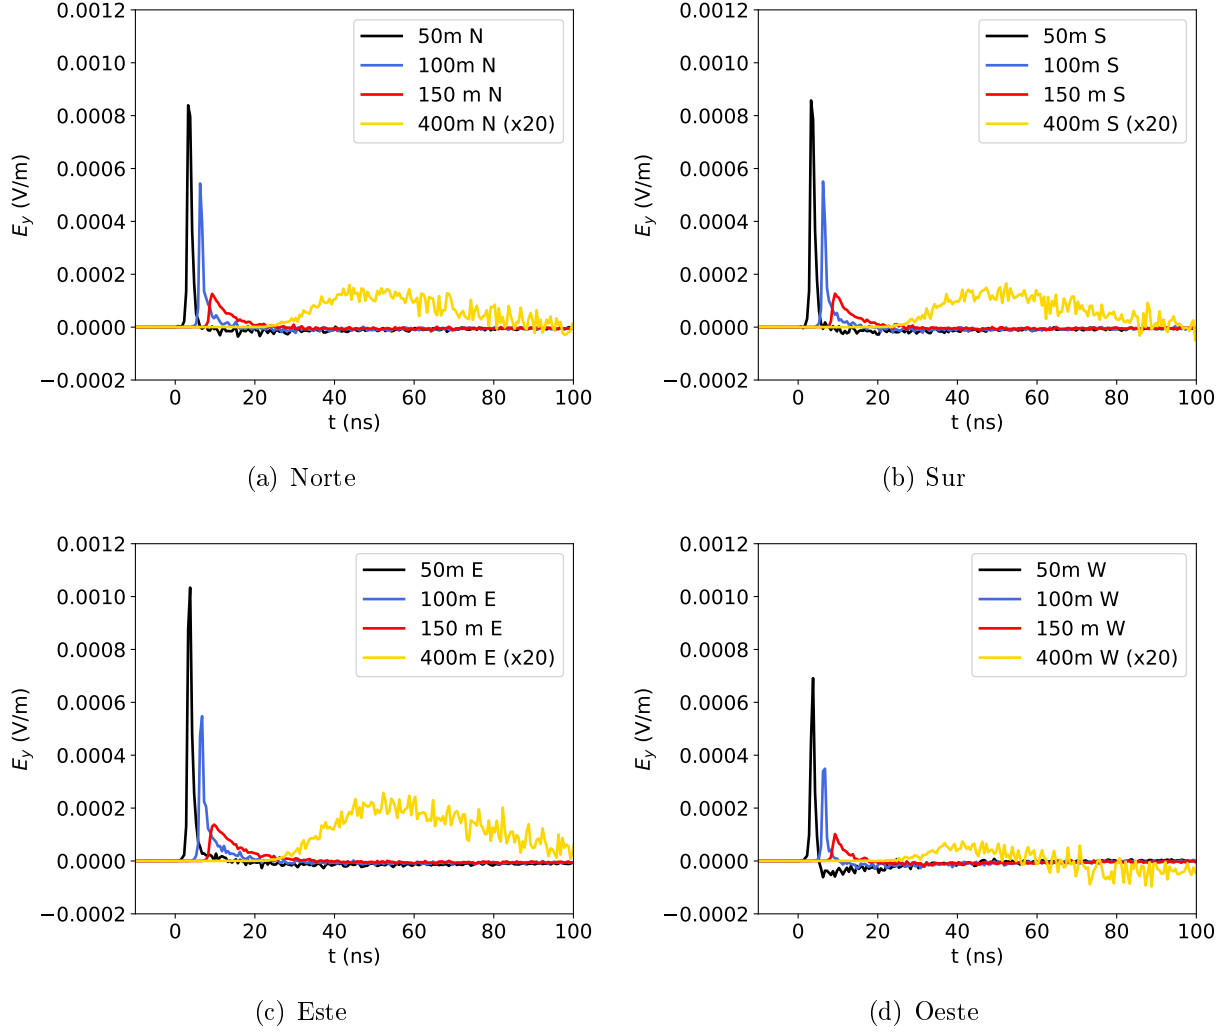 0.0012
0.0010
0.0008
0.0006
0.0004
0.0002
0.0000
−0.0002
E_y (V/m)
50m N
100m N
150 m N
400m N (x20)
0 20 40 60 80 100
t (ns)
(a) Norte
0.0012
0.0010
0.0008
0.0006
0.0004
0.0002
0.0000
−0.0002
E_y (V/m)
50m S
100m S
150 m S
400m S (x20)
0 20 40 60 80 100
t (ns)
(b) Sur
0.0012
0.0010
0.0008
0.0006
0.0004
0.0002
0.0000
−0.0002
E_y (V/m)
50m E
100m E
150 m E
400m E (x20)
0 20 40 60 80 100
t (ns)
(c) Este
0.0012
0.0010
0.0008
0.0006
0.0004
0.0002
0.0000
−0.0002
E_y (V/m)
50m W
100m W
150 m W
400m W (x20)
0 20 40 60 80 100
t (ns)
(d) Oeste